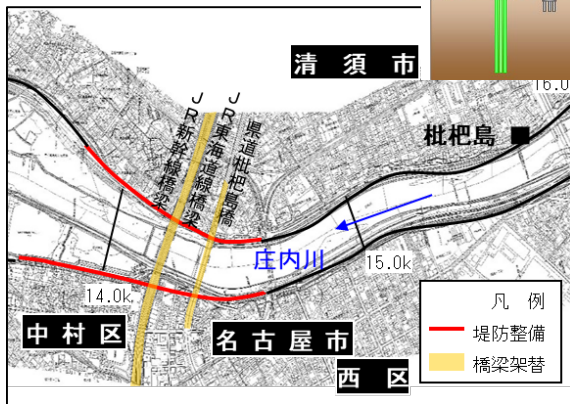 清須市
16.0
枇杷島
県道枇杷島橋
JR東海道線橋梁
JR新幹線橋梁
庄内川
15.0k
14.0k
中村区
名古屋市
西区
凡例
堤防整備
橋梁架替